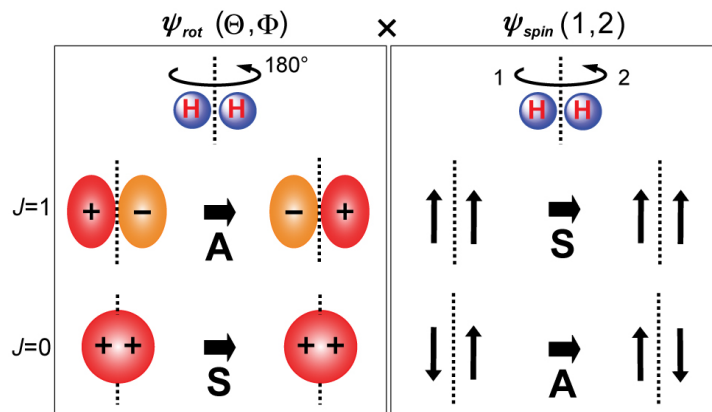 ψrot (Θ,Φ) × ψspin (1,2)
180° 1 2
H H H H
J=1 + − − +
A S
J=0 + + + +
S A